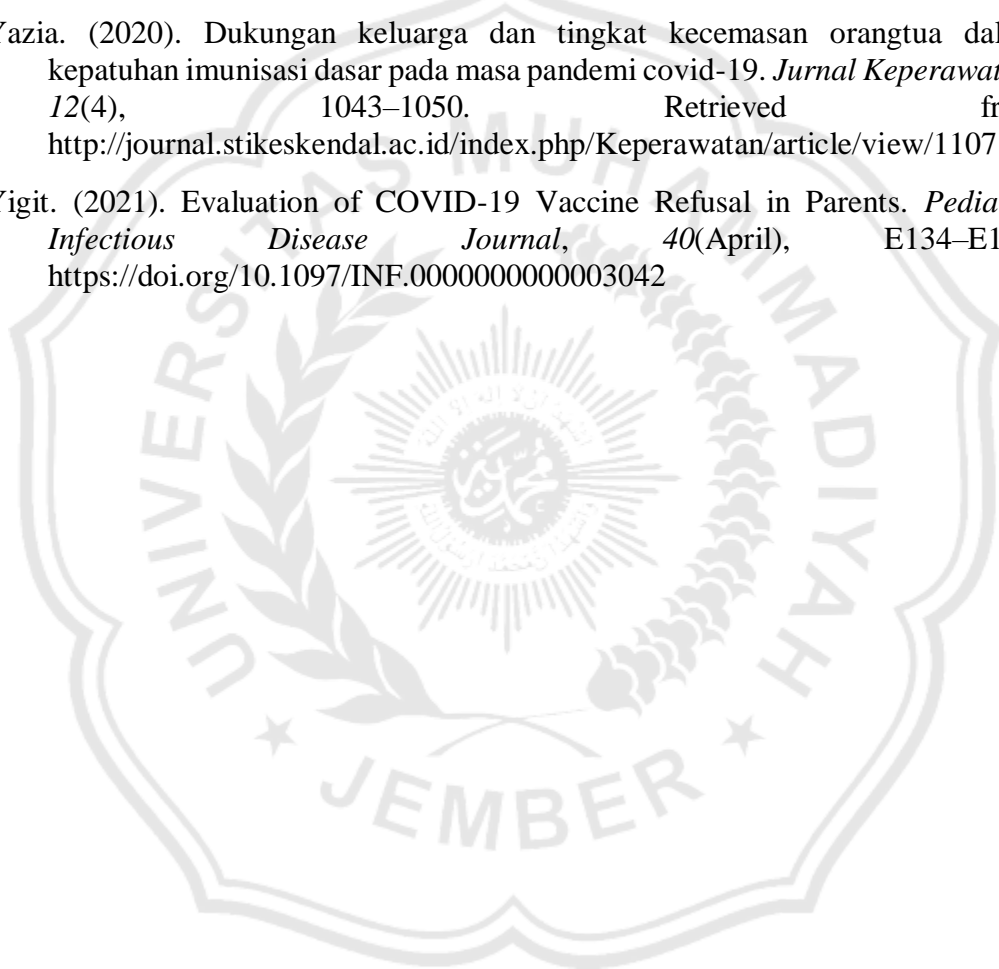 Yazia. (2020). Dukungan keluarga dan tingkat kecemasan orangtua dal
kepatuhan imunisasi dasar pada masa pandemi covid-19. Jurnal Keperawat
12(4), 1043–1050. Retrieved fr
http://journal.stikeskendal.ac.id/index.php/Keperawatan/article/view/1107
Yigit. (2021). Evaluation of COVID-19 Vaccine Refusal in Parents. Pedia
Infectious Disease Journal, 40(April), E134–E1
https://doi.org/10.1097/INF.0000000000003042
UNIVERSITAS MUHAMMADIYAH
JEMBER